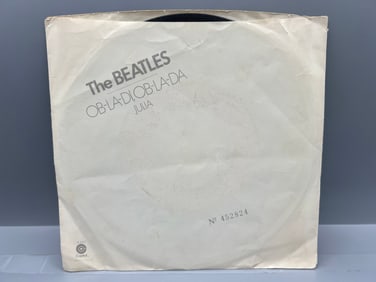 The BEATLES
OB•LA•DI, OB•LA•DA
JULIA
Nº 452824